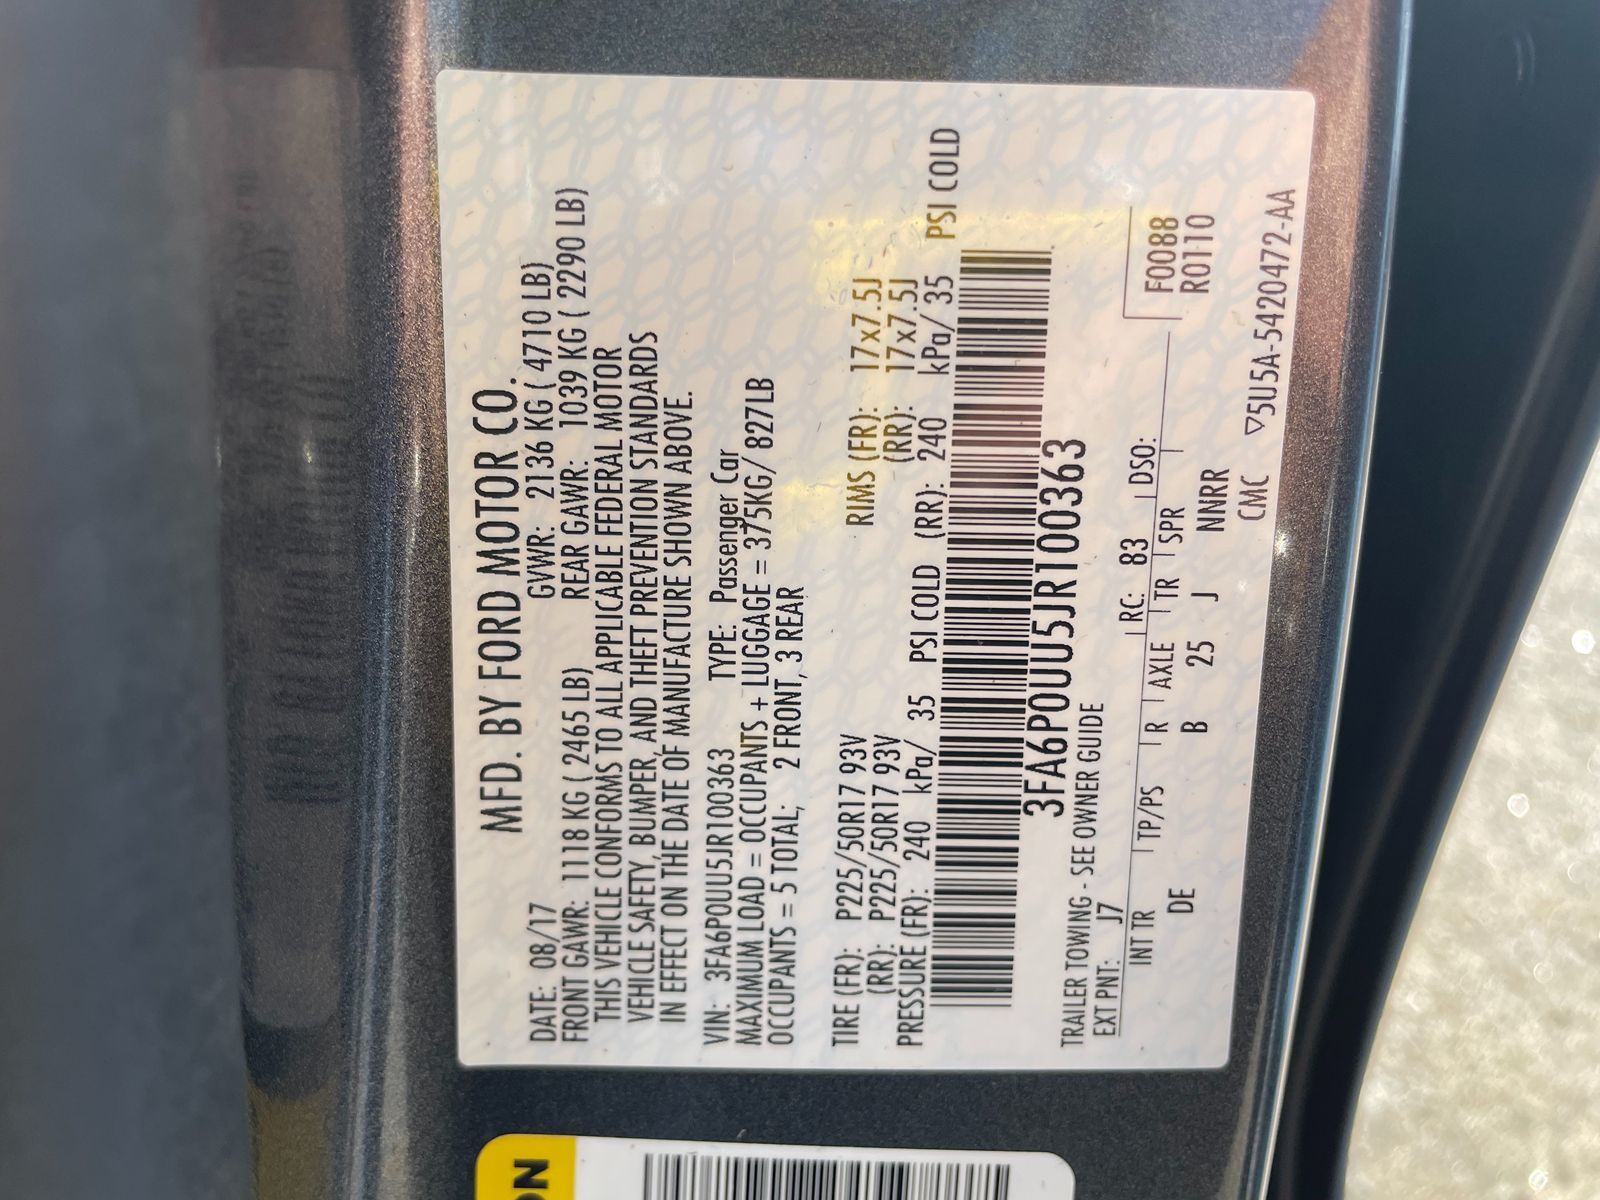 MFD. BY FORD MOTOR CO.
DATE: 08/17 GVWR: 2136 KG ( 4710 LB)
FRONT GAWR: 1118 KG ( 2465 LB) REAR GAWR: 1039 KG ( 2290 LB)
THIS VEHICLE CONFORMS TO ALL APPLICABLE FEDERAL MOTOR
VEHICLE SAFETY, BUMPER, AND THEFT PREVENTION STANDARDS
IN EFFECT ON THE DATE OF MANUFACTURE SHOWN ABOVE.
VIN: 3FA6P0UU5JR100363 TYPE: Passenger Car
MAXIMUM LOAD = OCCUPANTS + LUGGAGE = 375KG/ 827LB
OCCUPANTS = 5 TOTAL; 2 FRONT, 3 REAR
TIRE (FR): P225/50R17 93V RIMS (FR): 17x7.5J
(RR): P225/50R17 93V (RR): 17x7.5J
PRESSURE (FR): 240 kPa/ 35 PSI COLD (RR): 240 kPa/ 35 PSI COLD
3FA6P0UU5JR100363
TRAILER TOWING - SEE OWNER GUIDE
EXT PNT: J7 RC: 83 DSO: F0088
INT TR TP/PS R AXLE TR SPR R0110
DE B 25 J NNRR
CMC ▽5U5A-5420472-AA
ON